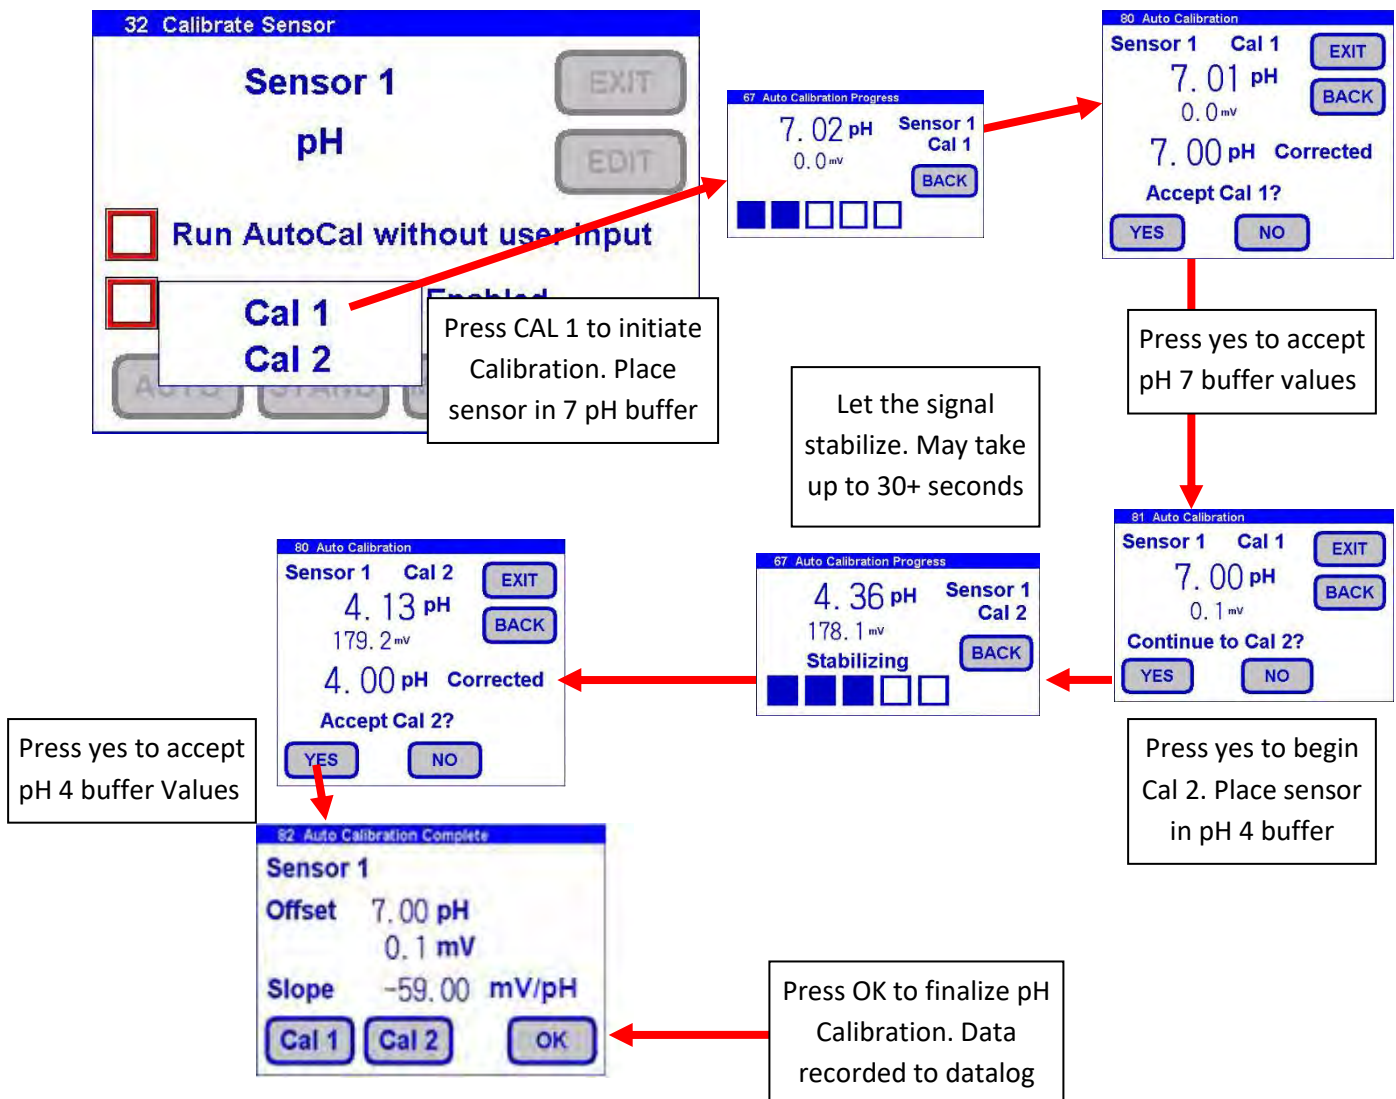 32 Calibrate Sensor
Sensor 1
EXIT
pH
EDIT
Run AutoCal without user input
Cal 1
Enabled
Cal 2
Press CAL 1 to initiate
Calibration. Place
sensor in 7 pH buffer
67 Auto Calibration Progress
7.02 pH Sensor 1
Cal 1
0.0 mV
BACK
80 Auto Calibration
Sensor 1 Cal 1
EXIT
7.01 pH
BACK
0.0 mV
7.00 pH Corrected
Accept Cal 1?
YES NO
Press yes to accept
pH 7 buffer values
81 Auto Calibration
Sensor 1 Cal 1
EXIT
7.00 pH
BACK
0.1 mV
Continue to Cal 2?
YES NO
Press yes to begin
Cal 2. Place sensor
in pH 4 buffer
Let the signal
stabilize. May take
up to 30+ seconds
67 Auto Calibration Progress
4.36 pH Sensor 1
Cal 2
178.1 mV
Stabilizing BACK
80 Auto Calibration
Sensor 1 Cal 2
EXIT
4.13 pH
BACK
179.2 mV
4.00 pH Corrected
Accept Cal 2?
YES NO
Press yes to accept
pH 4 buffer Values
82 Auto Calibration Complete
Sensor 1
Offset 7.00 pH
0.1 mV
Slope -59.00 mV/pH
Cal 1 Cal 2 OK
Press OK to finalize pH
Calibration. Data
recorded to datalog